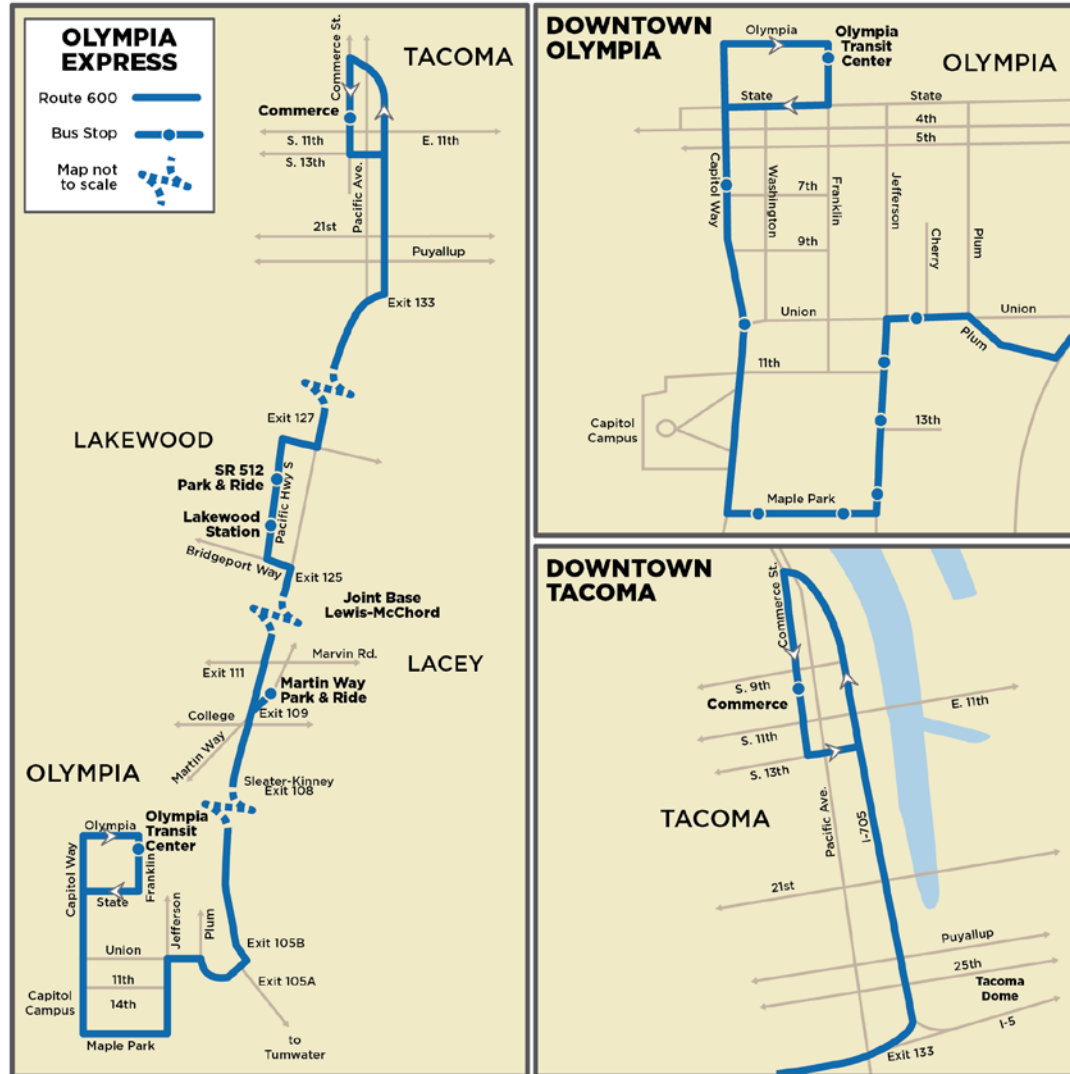 OLYMPIA
EXPRESS
Route 600
Bus Stop
Map not
to scale
TACOMA
Commerce St.
Commerce
S. 11th
E. 11th
S. 13th
Pacific Ave.
21st
Puyallup
Exit 133
Exit 127
LAKEWOOD
SR 512
Park & Ride
Pacific Hwy S
Lakewood
Station
Bridgeport Way
Exit 125
Joint Base
Lewis-McChord
Marvin Rd.
LACEY
Exit 111
Martin Way
Park & Ride
College
Exit 109
Martin Way
OLYMPIA
Sleater-Kinney
Exit 108
Olympia
Olympia
Transit
Center
Capitol Way
Franklin
State
Jefferson
Plum
Union
Exit 105B
11th
Exit 105A
Capitol
Campus
14th
Maple Park
to
Tumwater
DOWNTOWN
OLYMPIA
Olympia
Olympia
Transit
Center
OLYMPIA
State
State
4th
5th
Capitol Way
Washington
Franklin
Jefferson
Cherry
Plum
7th
9th
Union
Union
Plum
11th
Capitol
Campus
13th
Maple Park
DOWNTOWN
TACOMA
Commerce St.
S. 9th
Commerce
E. 11th
S. 11th
S. 13th
TACOMA
Pacific Ave.
I-705
21st
Puyallup
25th
Tacoma
Dome
I-5
Exit 133